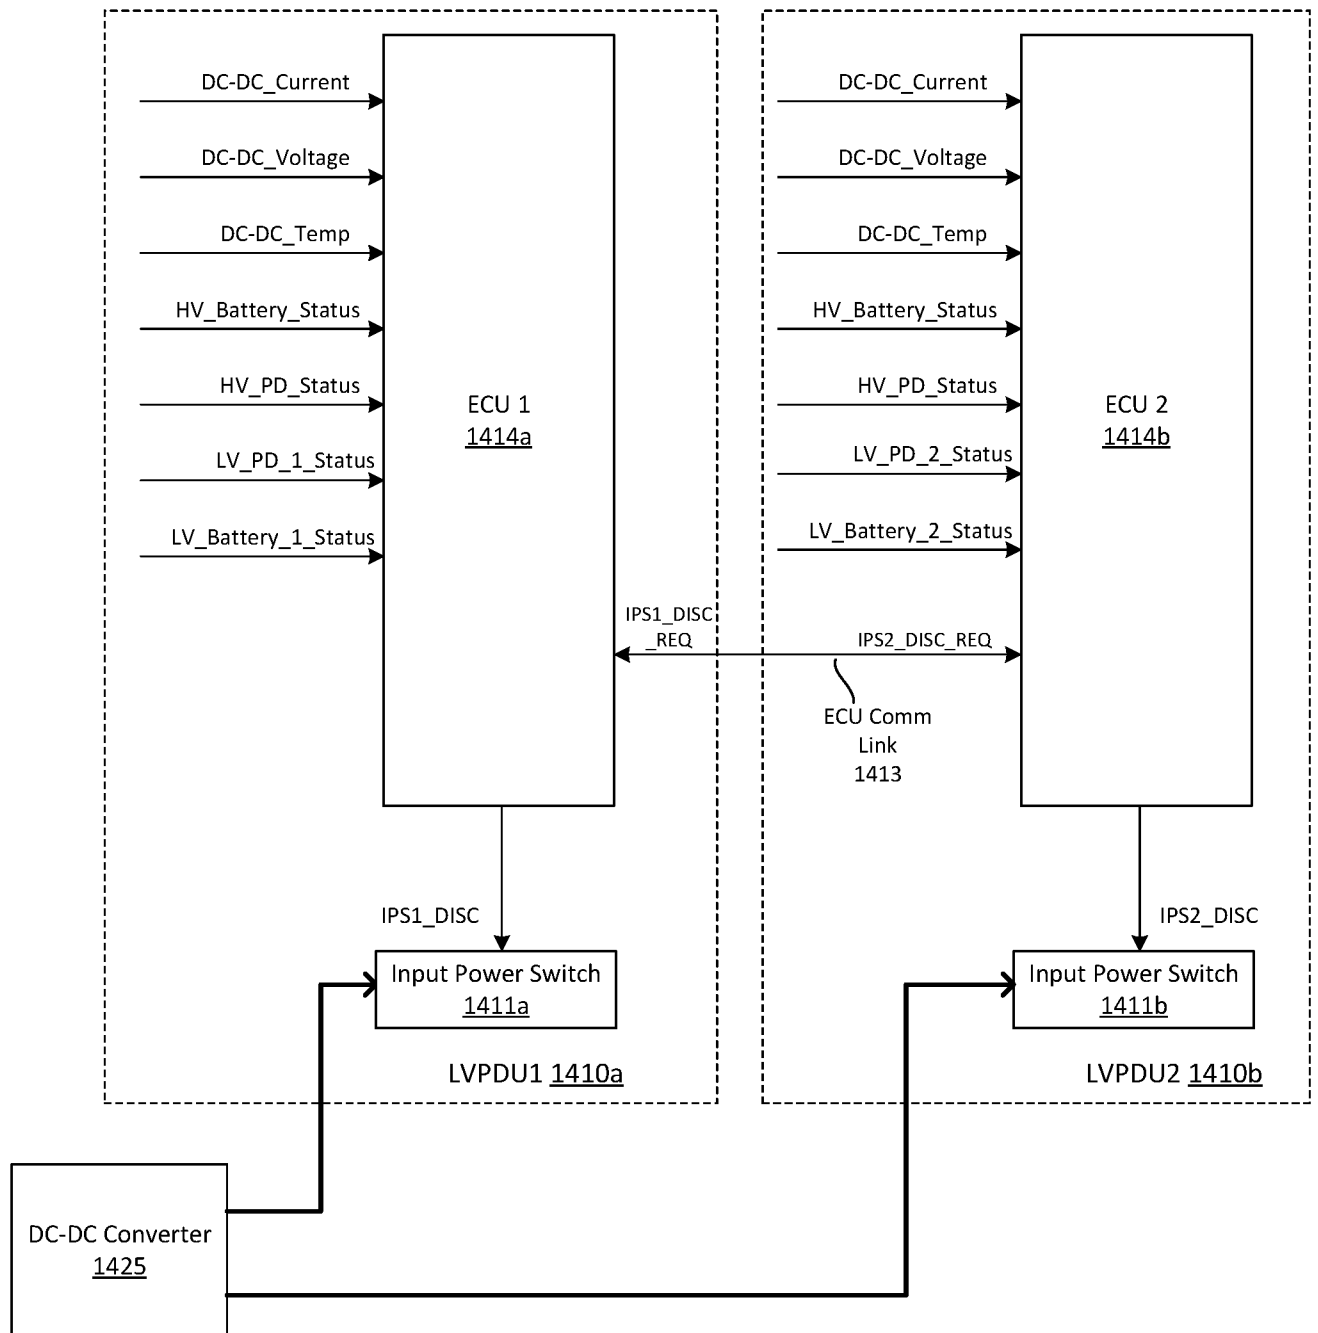 DC-DC_Current
DC-DC_Voltage
DC-DC_Temp
HV_Battery_Status
HV_PD_Status
LV_PD_1_Status
LV_Battery_1_Status
ECU 1
1414a
IPS1_DISC
_REQ
IPS1_DISC
Input Power Switch
1411a
LVPDU1 1410a
DC-DC_Current
DC-DC_Voltage
DC-DC_Temp
HV_Battery_Status
HV_PD_Status
LV_PD_2_Status
LV_Battery_2_Status
ECU 2
1414b
IPS2_DISC_REQ
ECU Comm
Link
1413
IPS2_DISC
Input Power Switch
1411b
LVPDU2 1410b
DC-DC Converter
1425